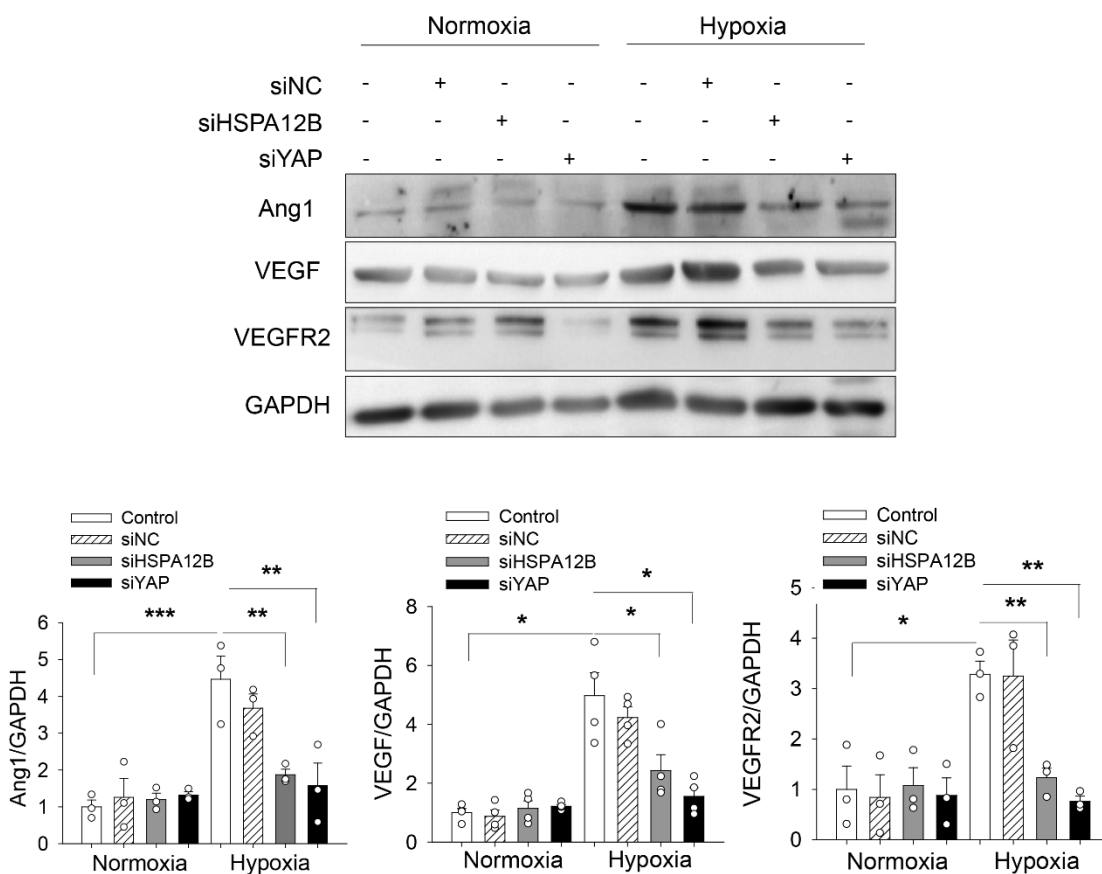 Normoxia Hypoxia
siNC - + - - - + - -
siHSPA12B - - + - - - + -
siYAP - - - + - - - +
Ang1
VEGF
VEGFR2
GAPDH
Control
siNC
siHSPA12B
siYAP
Ang1/GAPDH
6
5
4
3
2
1
0
*** ** **
Normoxia Hypoxia
Control
siNC
siHSPA12B
siYAP
VEGF/GAPDH
8
6
4
2
0
* * *
Normoxia Hypoxia
Control
siNC
siHSPA12B
siYAP
VEGFR2/GAPDH
5
4
3
2
1
0
* ** **
Normoxia Hypoxia